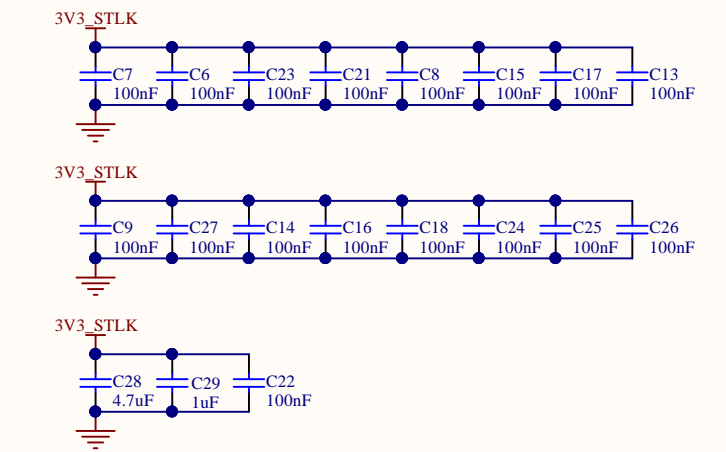 3V3_STLK
C7 C6 C23 C21 C8 C15 C17 C13
100nF 100nF 100nF 100nF 100nF 100nF 100nF 100nF
3V3_STLK
C9 C27 C14 C16 C18 C24 C25 C26
100nF 100nF 100nF 100nF 100nF 100nF 100nF 100nF
3V3_STLK
C28 C29 C22
4.7uF 1uF 100nF